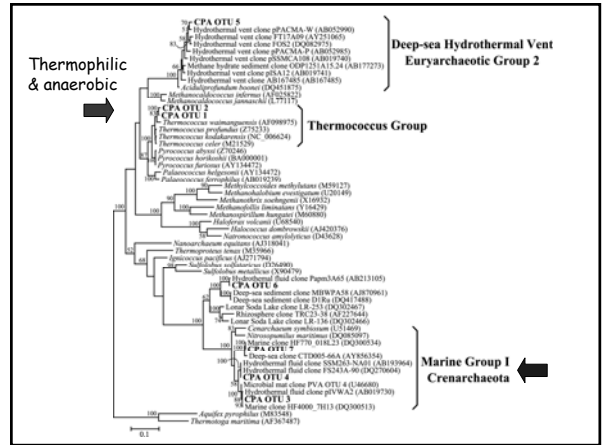 Thermophilic
& anaerobic
CPA OTU 5
Hydrothermal vent clone pPACMA-W (AB052990)
Hydrothermal vent clone FT17A09 (AY251065)
Hydrothermal vent clone FOS2 (DQ082975)
Hydrothermal vent clone pPACMA-P (AB052985)
Hydrothermal vent clone pSSMCA108 (AB019740)
Methane hydrate sediment clone ODP1251A15.24 (AB177273)
Hydrothermal vent clone pISA12 (AB019741)
Hydrothermal vent clone AB167485 (AB167485)
Aciduliprofundum boonei (DQ451875)
Deep-sea Hydrothermal Vent
Euryarchaeotic Group 2
Methanocaldococcus infernus (AF025822)
Methanocaldococcus jannaschii (L77117)
CPA OTU 2
CPA OTU 1
Thermococcus waimanguensis (AF098975)
Thermococcus profundus (Z75233)
Thermococcus kodakarensis (NC_006624)
Thermococcus celer (M21529)
Thermococcus Group
Pyrococcus abyssi (Z70246)
Pyrococcus horikoshii (BA000001)
Pyrococcus furiosus (AY134472)
Palaeococcus helgesonii (AY134472)
Palaeococcus ferrophilus (AB019239)
Methylcoccoides methylutans (M59127)
Methanohalobium evestigatum (U20149)
Methanothrix soehngenii (X16932)
Methanofollis liminatans (Y16429)
Methanospirillum hungatei (M60880)
Haloferax volcanii (U68540)
Halococcus dombrowskii (AJ420376)
Natronococcus amylolyticus (D43628)
Nanoarchaeum equitans (AJ318041)
Thermoproteus tenax (M35966)
Ignicoccus pacificus (AJ271794)
Sulfolobus solfataricus (D26490)
Sulfolobus metallicus (X90479)
Hydrothermal fluid clone Papm3A65 (AB213105)
CPA OTU 6
Deep-sea sediment clone MBWPA58 (AJ870961)
Deep-sea sediment clone D1Ra (DQ417488)
Lonar Soda Lake clone LR-253 (DQ302467)
Rhizosphere clone TRC23-38 (AF227644)
Lonar Soda Lake clone LR-136 (DQ302466)
Cenarchaeum symbiosum (U51469)
Nitrosopumilus maritimus (DQ085097)
Marine clone HF770_018L23 (DQ300534)
CPA OTU 7
Deep-sea clone CTD005-66A (AY856354)
Hydrothermal fluid clone SSM263-NA01 (AB193964)
Hydrothermal fluid clone FS243A-90 (DQ270604)
CPA OTU 4
Microbial mat clone PVA OTU 4 (U46680)
Hydrothermal fluid clone pIVWA2 (AB019730)
CPA OTU 3
Marine clone HF4000_7H13 (DQ300513)
Marine Group I
Crenarchaeota
Aquifex pyrophilus (M83548)
Thermotoga maritima (AF367487)
0.1